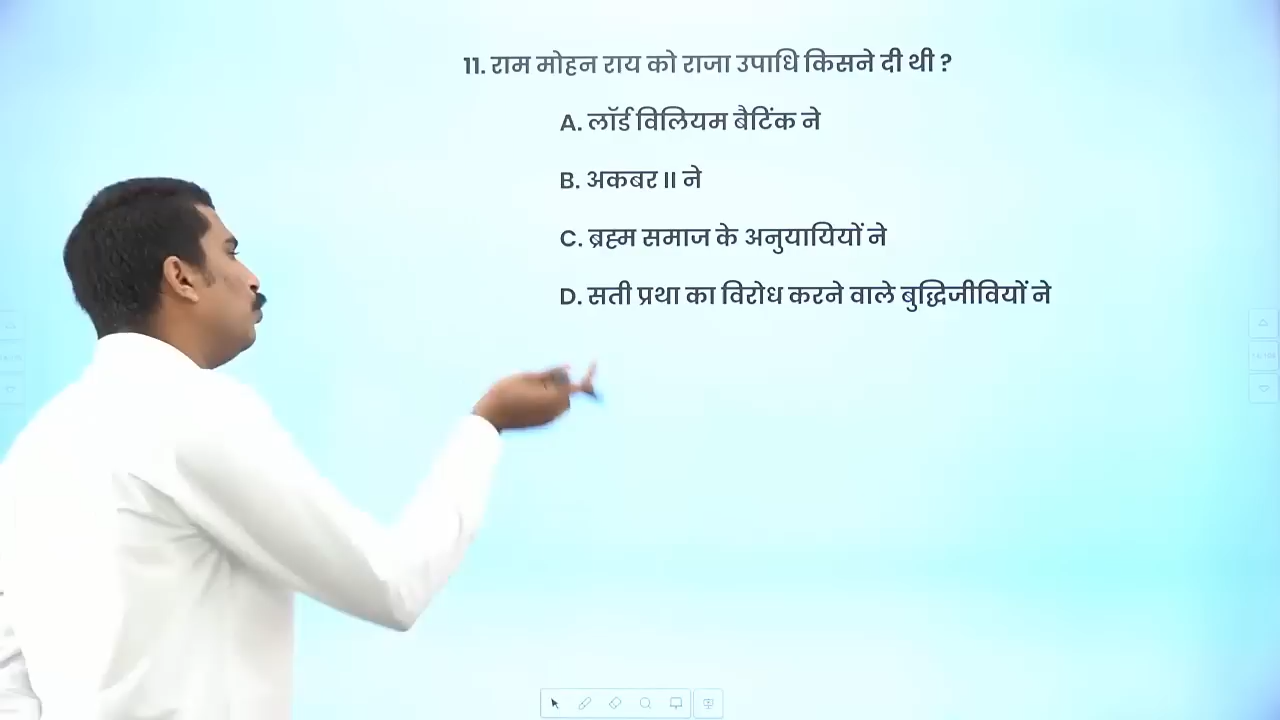 11. राम मोहन राय को राजा उपाधि किसने दी थी ?
A. लॉर्ड विलियम बैटिंक ने
B. अकबर II ने
C. ब्रह्म समाज के अनुयायियों ने
D. सती प्रथा का विरोध करने वाले बुद्धिजीवियों ने